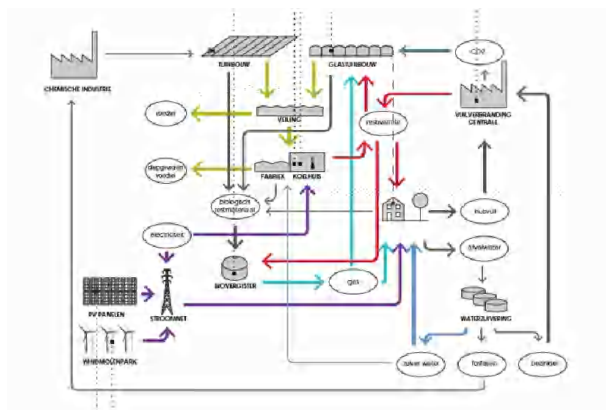 CO2
TUINBOUW
GLASTUINBOUW
CHEMISCHE INDUSTRIE
voedsel
VEILING
restwarmte
VUILVERBRANDING
CENTRALE
diepgevroren
voedsel
FABRIEK
KOELHUIS
biologisch
restmateriaal
huisvuil
electriciteit
afvalwater
BIOVERGISTER
gas
PV PANELEN
STROOMNET
WATERZUIVERING
WINDMOLENPARK
zuiver water
fosfaten